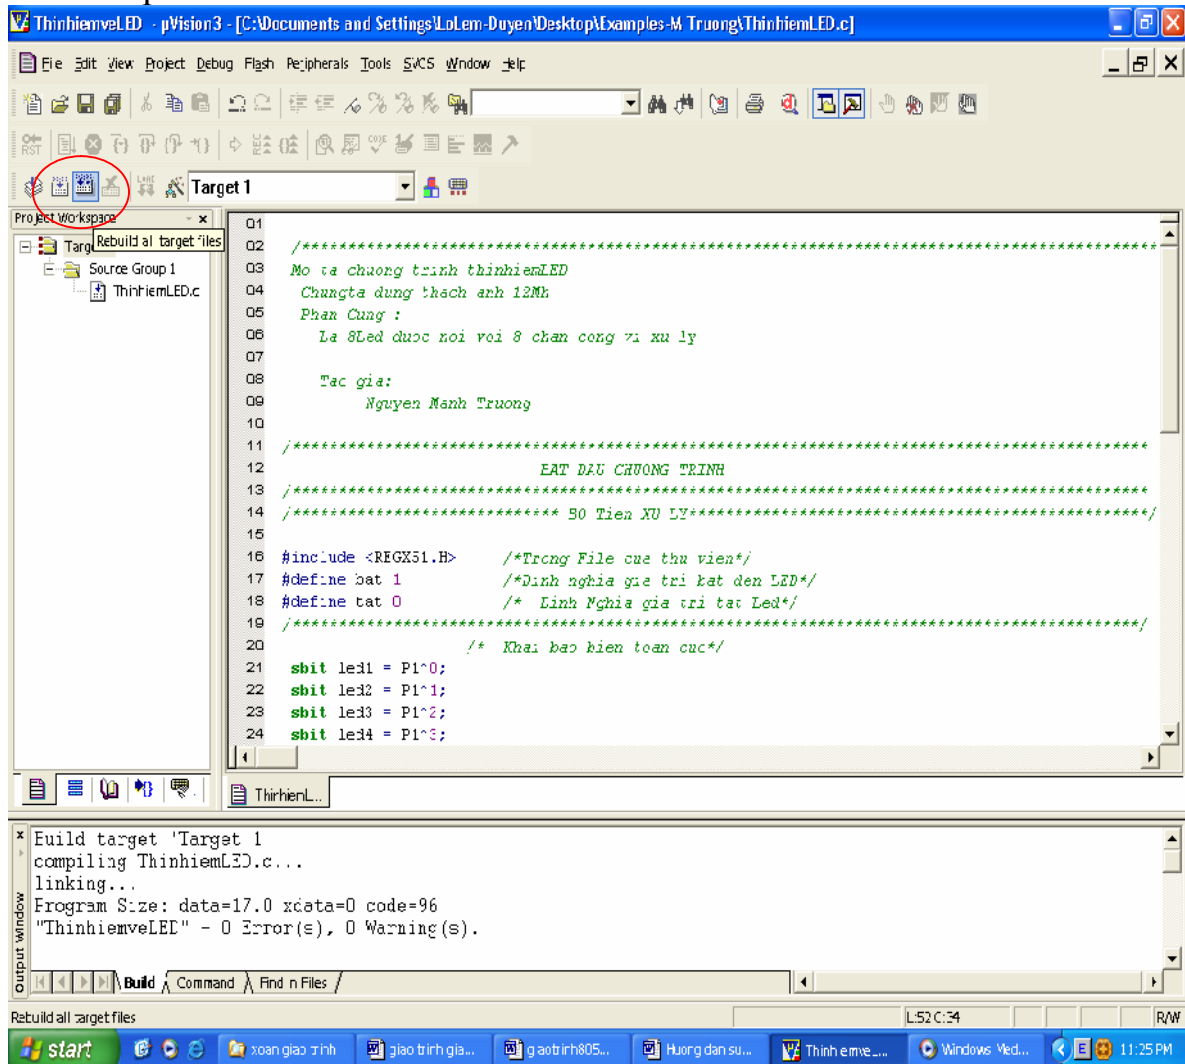 ThinhiemveLED - µVision3 - [C:\Documents and Settings\LoLem-Duyen\Desktop\Examples-M Truong\ThinhiemLED.c]
File Edit View Project Debug Flash Peripherals Tools SVCS Window Help
RST
Target 1
Project Workspace
Rebuild all target files
Source Group 1
ThinhiemLED.c
01
02 /*****************************************************************************************
03 Mo ta chuong trinh thinhiemLED
04 Chungta dung thach anh 12Mh
05 Phan Cung :
06 La 8Led duoc noi voi 8 chan cong vi xu ly
07
08 Tac gia:
09 Nguyen Manh Truong
10
11 /*****************************************************************************************
12 BAT DAU CHUONG TRINH
13 /*****************************************************************************************
14 /**************************** BO Tien XU LY************************************************/
15
16 #include <REGX51.H> /*Trong File cua thu vien*/
17 #define bat 1 /*Dinh nghia gia tri bat den LED*/
18 #define tat 0 /* Dinh Nghia gia tri tat Led*/
19 /****************************************************************************************/
20 /* Khai bao bien toan cuc*/
21 sbit led1 = P1^0;
22 sbit led2 = P1^1;
23 sbit led3 = P1^2;
24 sbit led4 = P1^3;
ThinhienL...
Build target 'Target 1
compiling ThinhiemLED.c...
linking...
Program Size: data=17.0 xdata=0 code=96
"ThinhiemveLED" - 0 Error(s), 0 Warning(s).
Output Window
Build Command Find in Files
Rebuild all target files L:52 C:34 R/W
start xoan giao trinh giao trinh gia... giaotrinh805... Huong dan su... Thinhiemve... Windows Med... E 11:25 PM